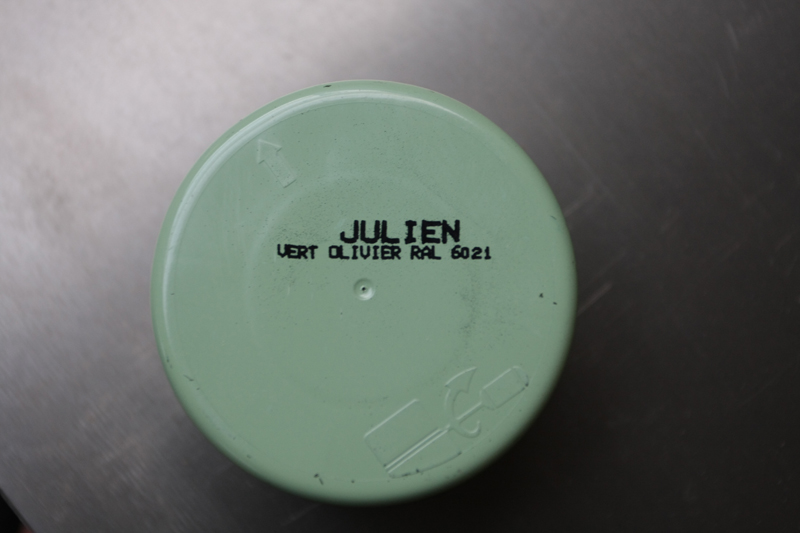 JULIEN
VERT OLIVIER RAL 6021